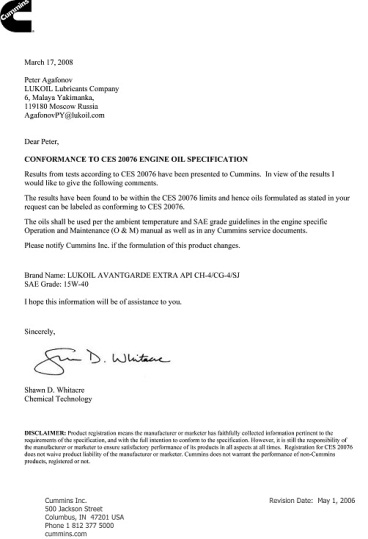 Cummins
March 17, 2008
Peter Agafonov
LUKOIL Lubricants Company
6, Malaya Yakimanka,
119180 Moscow Russia
AgafonovPY@lukoil.com
Dear Peter,
CONFORMANCE TO CES 20076 ENGINE OIL SPECIFICATION
Results from tests according to CES 20076 have been presented to Cummins. In view of the results I
would like to give the following comments.
The results have been found to be within the CES 20076 limits and hence oils formulated as stated in your
request can be labeled as conforming to CES 20076.
The oils shall be used per the ambient temperature and SAE grade guidelines in the engine specific
Operation and Maintenance (O & M) manual as well as in any Cummins service documents.
Please notify Cummins Inc. if the formulation of this product changes.
Brand Name: LUKOIL AVANTGARDE EXTRA API CH-4/CG-4/SJ
SAE Grade: 15W-40
I hope this information will be of assistance to you.
Sincerely,
Shawn D. Whitacre
Shawn D. Whitacre
Chemical Technology
DISCLAIMER: Product registration means the manufacturer or marketer has faithfully collected information pertinent to the
requirements of the specification, and with the full intention to conform to the specification. However, it is still the responsibility of
the manufacturer or marketer to ensure satisfactory performance of its products in all aspects at all times. Registration for CES 20076
does not waive product liability of the manufacturer or marketer. Cummins does not warrant the performance of non-Cummins
products, registered or not.
Cummins Inc.
500 Jackson Street
Columbus, IN 47201 USA
Phone 1 812 377 5000
cummins.com
Revision Date: May 1, 2006